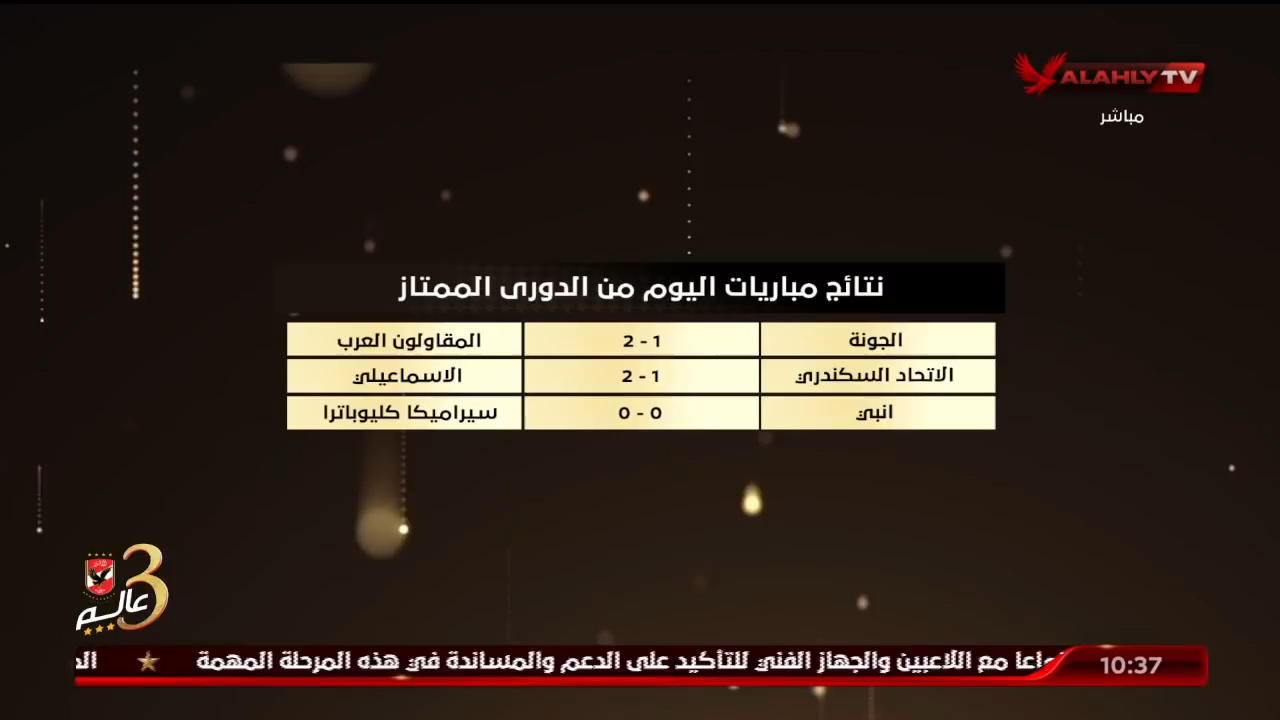 ALAHLY TV
مباشر
نتائج مباريات اليوم من الدورى الممتاز
الجونة 2 - 1 المقاولون العرب
الاتحاد السكندري 2 - 1 الاسماعيلي
انبي 0 - 0 سيراميكا كليوباترا
3
عالم
مع اللاعبين والجهاز الفني للتأكيد على الدعم والمساندة في هذه المرحلة المهمة
10:37